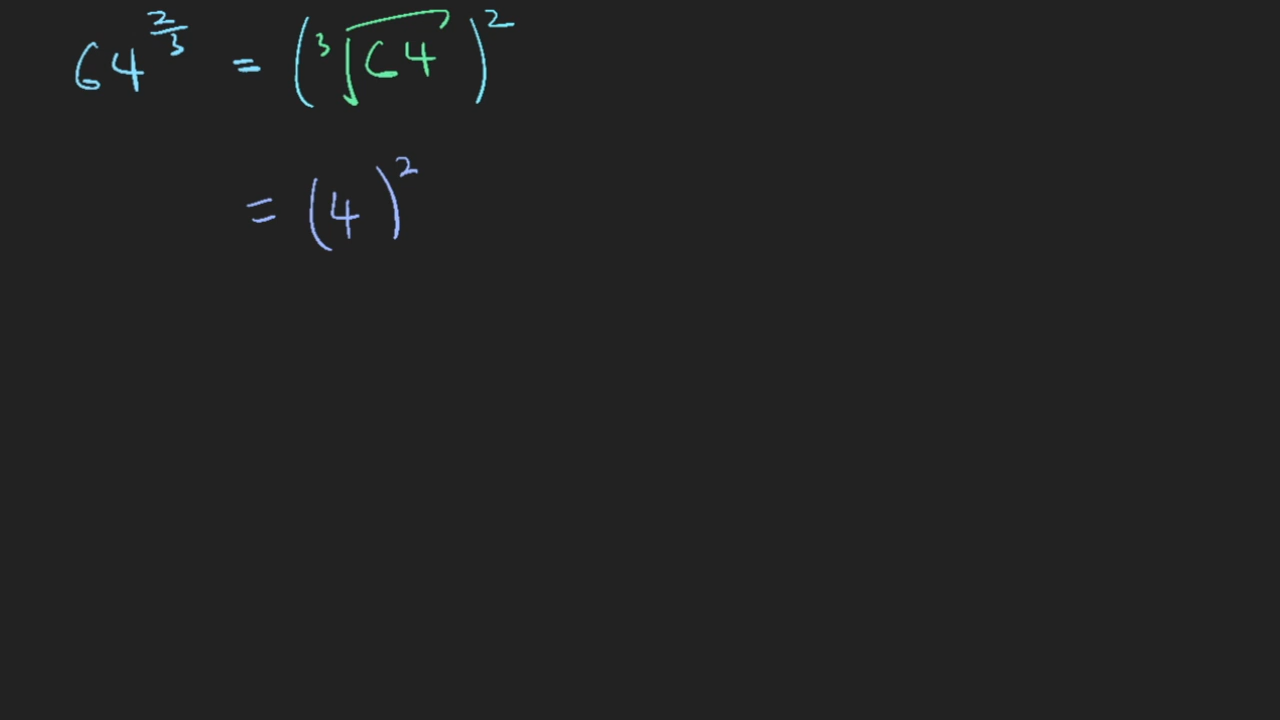 64^{2/3} = (∛64)²
= (4)²